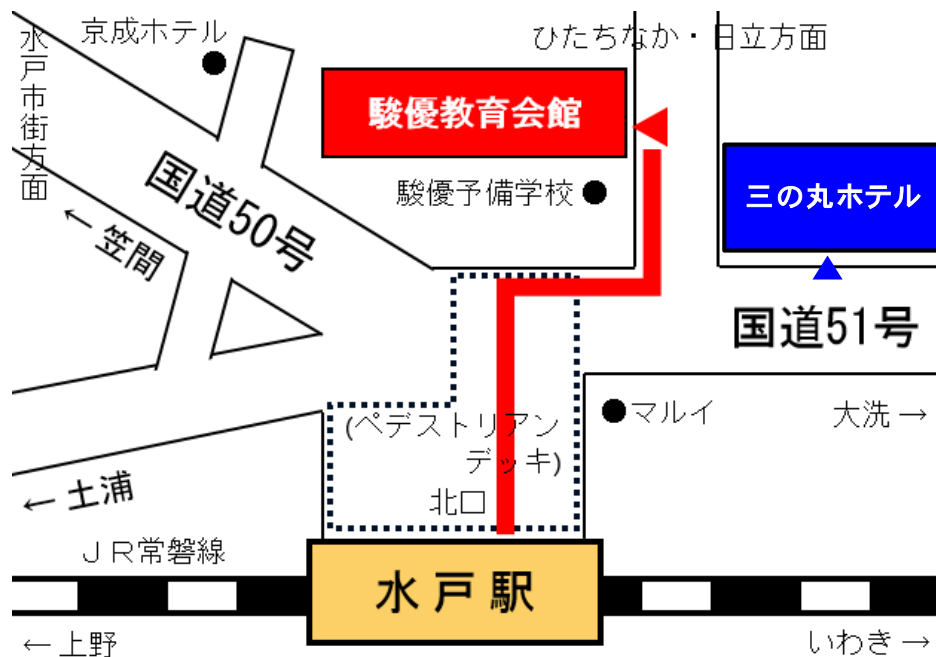 京成ホテル
ひたちなか・日立方面
水戸市街方面
駿優教育会館
駿優予備学校
三の丸ホテル
国道50号
←笠間
国道51号
マルイ
大洗→
(ペデストリアン
デッキ)
北口
←土浦
ＪＲ常磐線
水戸駅
←上野
いわき→